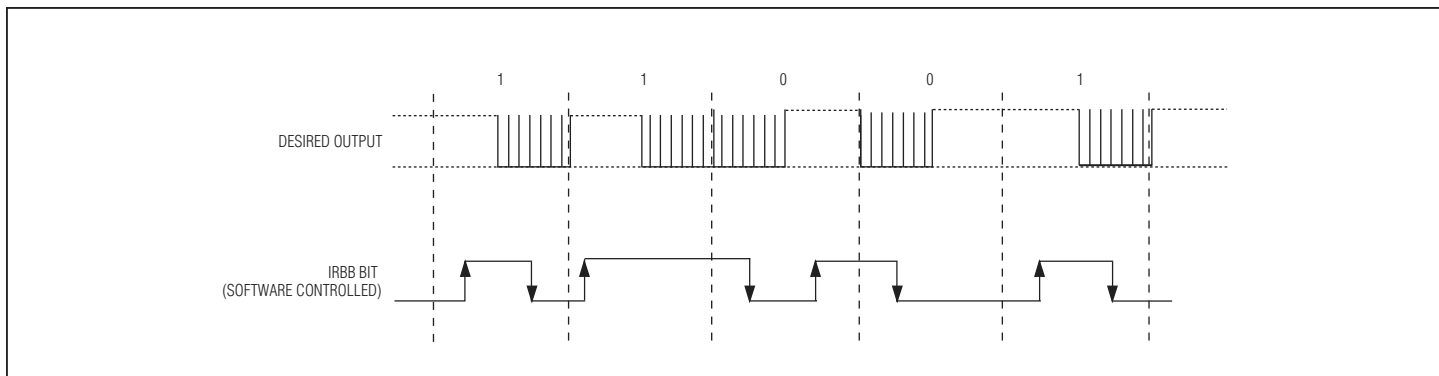 1 1 0 0 1
DESIRED OUTPUT
IRBB BIT
(SOFTWARE CONTROLLED)